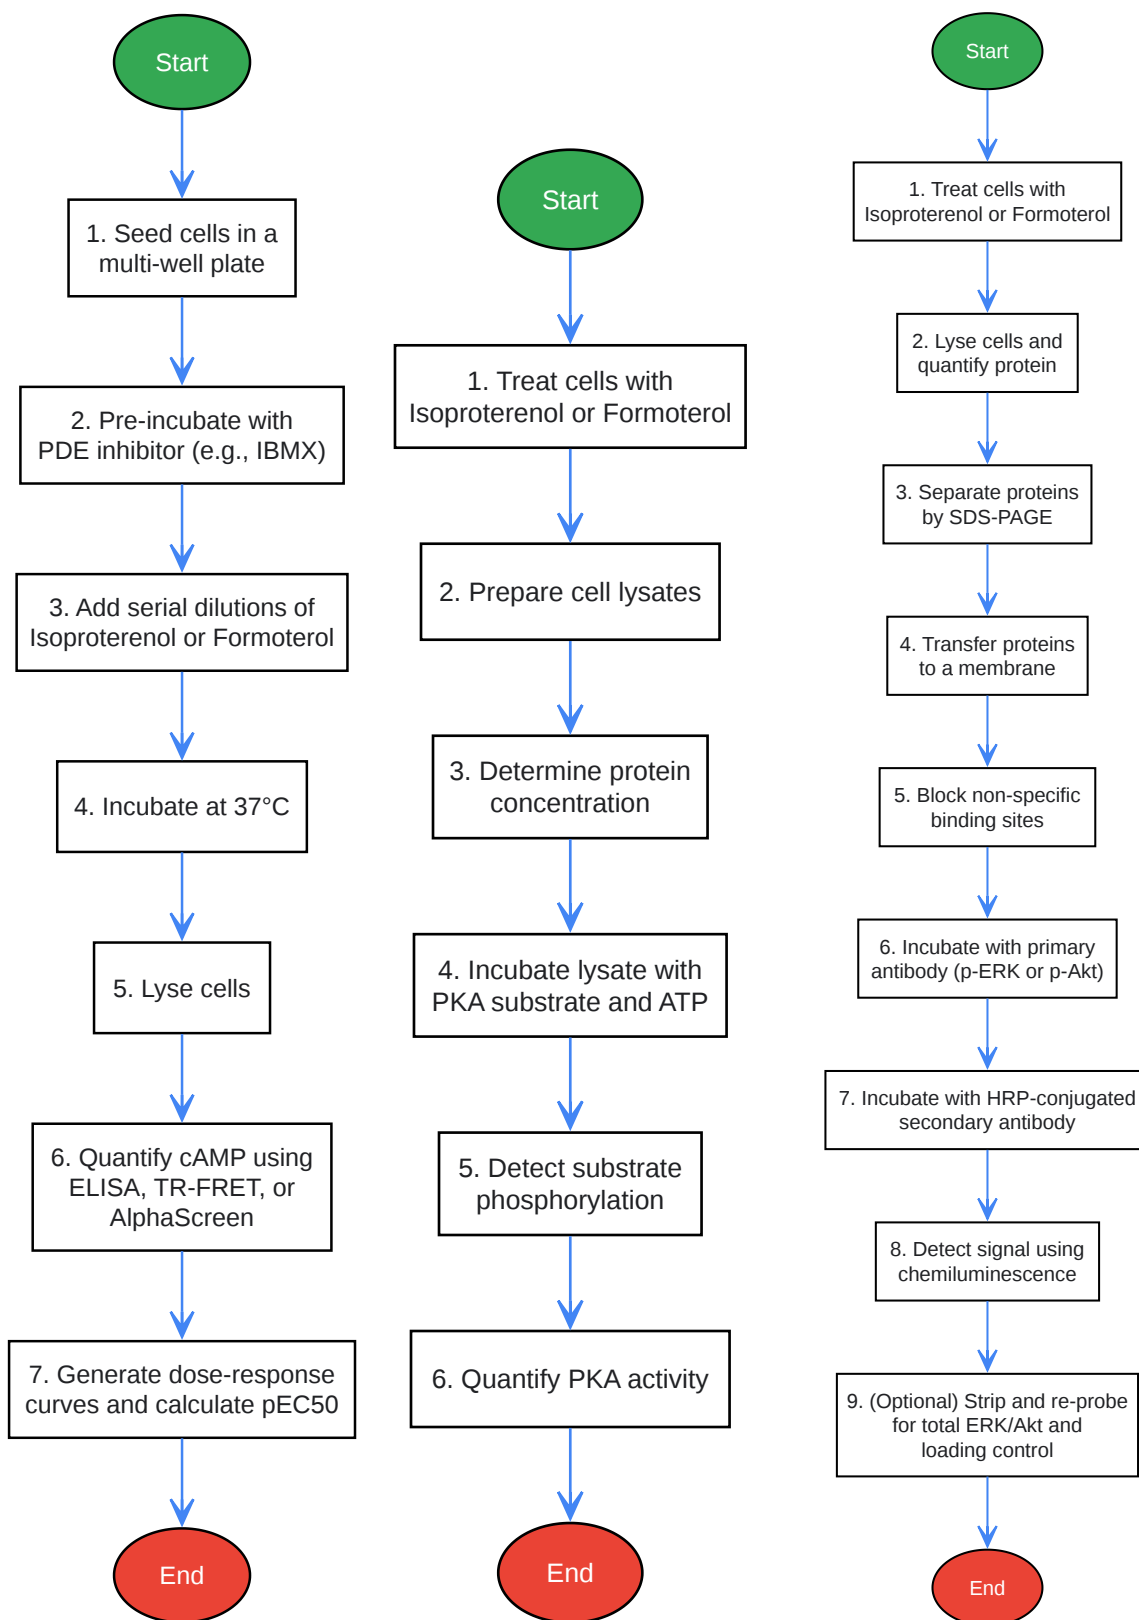 Start
1. Seed cells in a
multi-well plate
2. Pre-incubate with
PDE inhibitor (e.g., IBMX)
3. Add serial dilutions of
Isoproterenol or Formoterol
4. Incubate at 37°C
5. Lyse cells
6. Quantify cAMP using
ELISA, TR-FRET, or
AlphaScreen
7. Generate dose-response
curves and calculate pEC50
End
Start
1. Treat cells with
Isoproterenol or Formoterol
2. Prepare cell lysates
3. Determine protein
concentration
4. Incubate lysate with
PKA substrate and ATP
5. Detect substrate
phosphorylation
6. Quantify PKA activity
End
Start
1. Treat cells with
Isoproterenol or Formoterol
2. Lyse cells and
quantify protein
3. Separate proteins
by SDS-PAGE
4. Transfer proteins
to a membrane
5. Block non-specific
binding sites
6. Incubate with primary
antibody (p-ERK or p-Akt)
7. Incubate with HRP-conjugated
secondary antibody
8. Detect signal using
chemiluminescence
9. (Optional) Strip and re-probe
for total ERK/Akt and
loading control
End